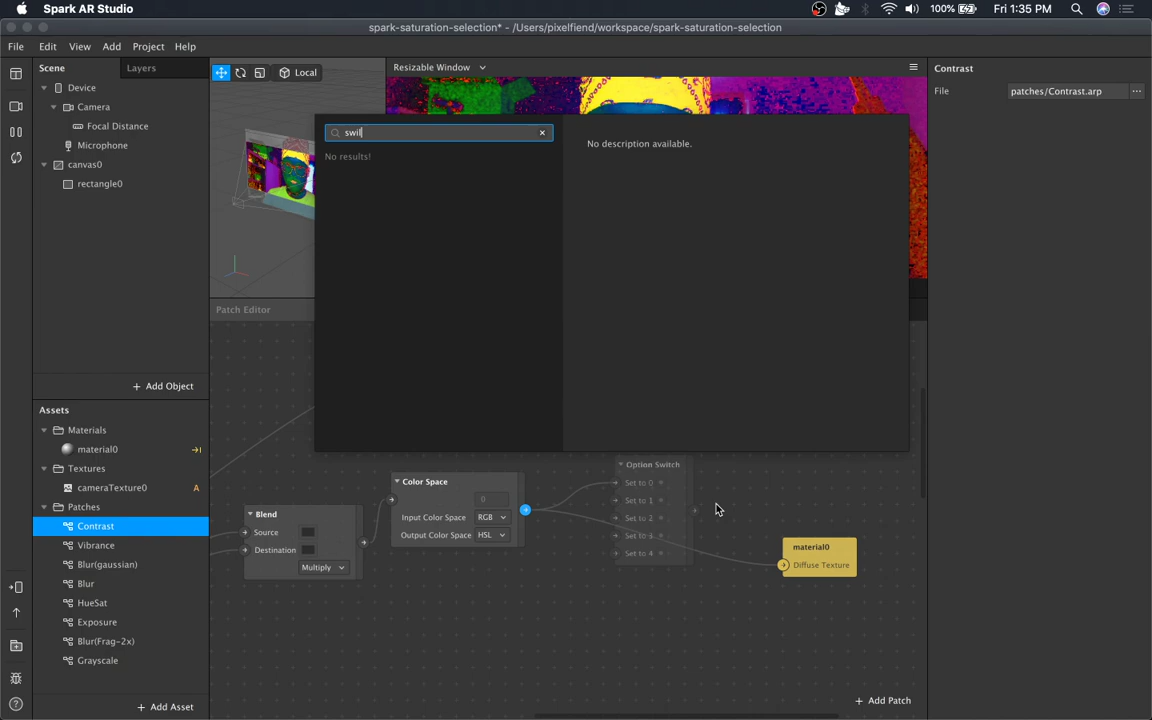 Spark AR Studio
100%
Fri 1:35 PM
spark-saturation-selection* - /Users/pixelfiend/workspace/spark-saturation-selection
File Edit View Add Project Help
Scene
Layers
Device
Camera
Focal Distance
Microphone
canvas0
rectangle0
+ Add Object
Local
Resizable Window
Contrast
File
patches/Contrast.arp
...
swil
No results!
No description available.
Patch Editor
Assets
Materials
material0
Textures
cameraTexture0
A
Patches
Contrast
Vibrance
Blur(gaussian)
Blur
HueSat
Exposure
Blur(Frag-2x)
Grayscale
+ Add Asset
Blend
Source
Destination
Multiply
Color Space
0
Input Color Space RGB
Output Color Space HSL
Option Switch
Set to 0
Set to 1
Set to 2
Set to 3
Set to 4
material0
Diffuse Texture
+ Add Patch